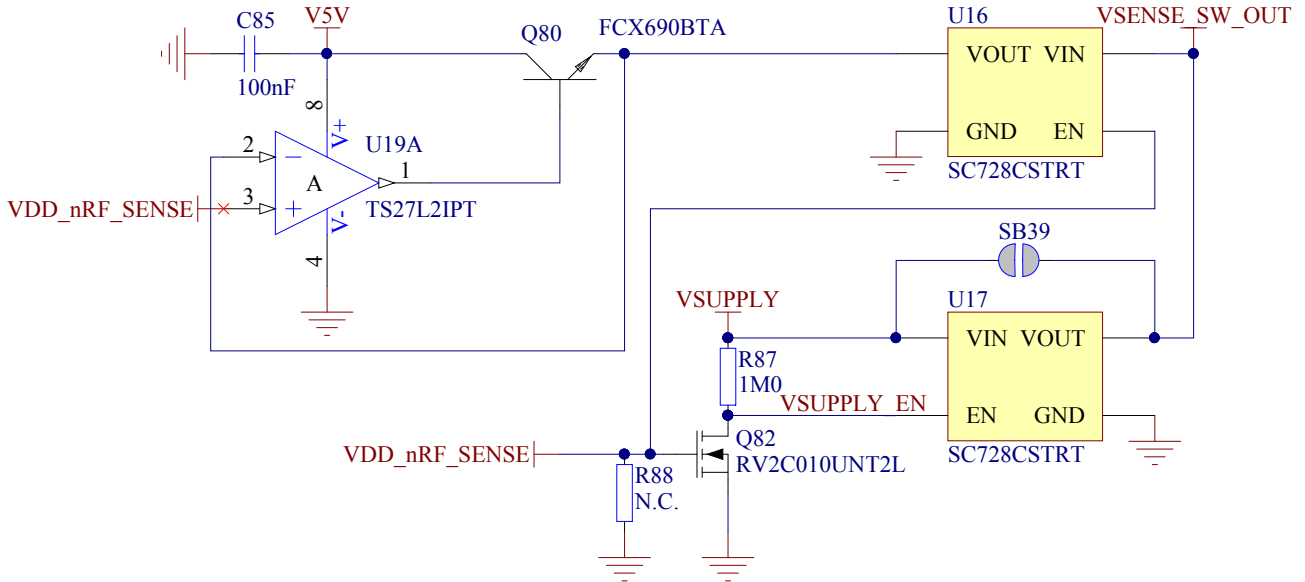 C85
V5V
Q80
FCX690BTA
U16
VSENSE_SW_OUT
VOUT VIN
100nF
8
V+
U19A
2
1
GND EN
A
SC728CSTRT
VDD_nRF_SENSE
3
V-
TS27L2IPT
4
SB39
VSUPPLY
U17
VIN VOUT
R87
1M0
VSUPPLY_EN
EN GND
Q82
VDD_nRF_SENSE
SC728CSTRT
RV2C010UNT2L
R88
N.C.